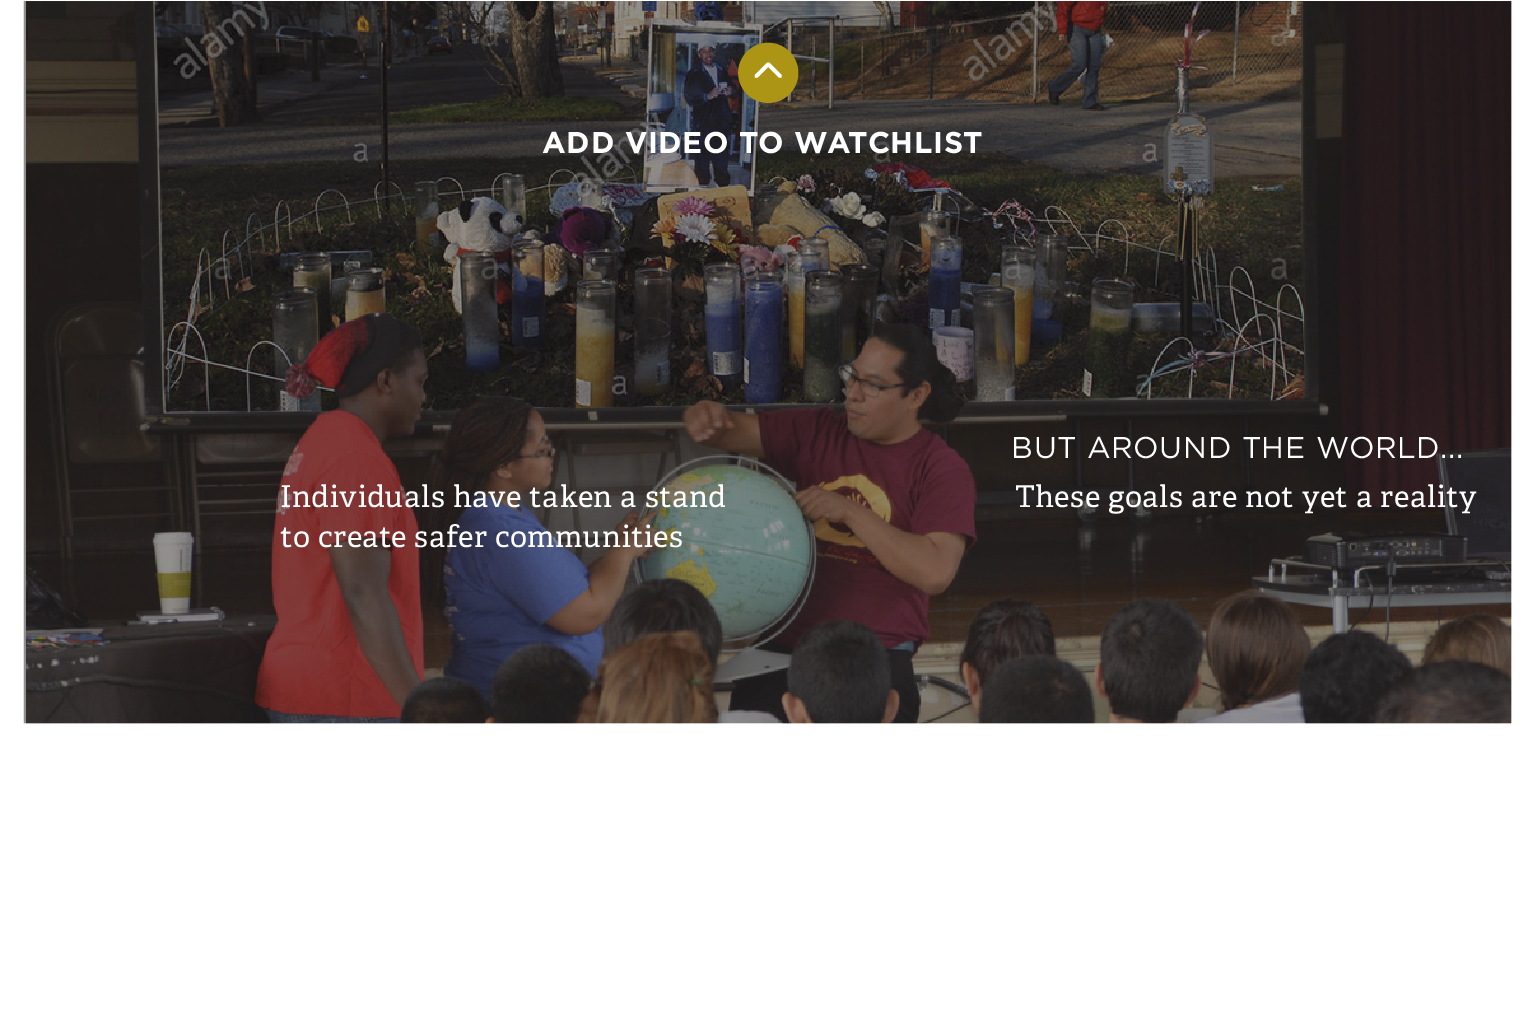 alamy
alamy
ADD VIDEO TO WATCHLIST
a
alamy
a
a
a
a
a
a
a
a
BUT AROUND THE WORLD...
Individuals have taken a stand
to create safer communities
These goals are not yet a reality